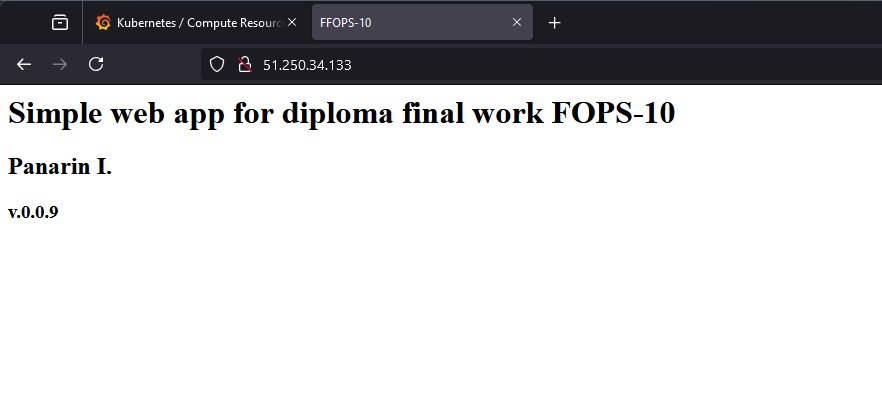 Kubernetes / Compute Resourc
FFOPS-10
51.250.34.133
Simple web app for diploma final work FOPS-10
Panarin I.
v.0.0.9